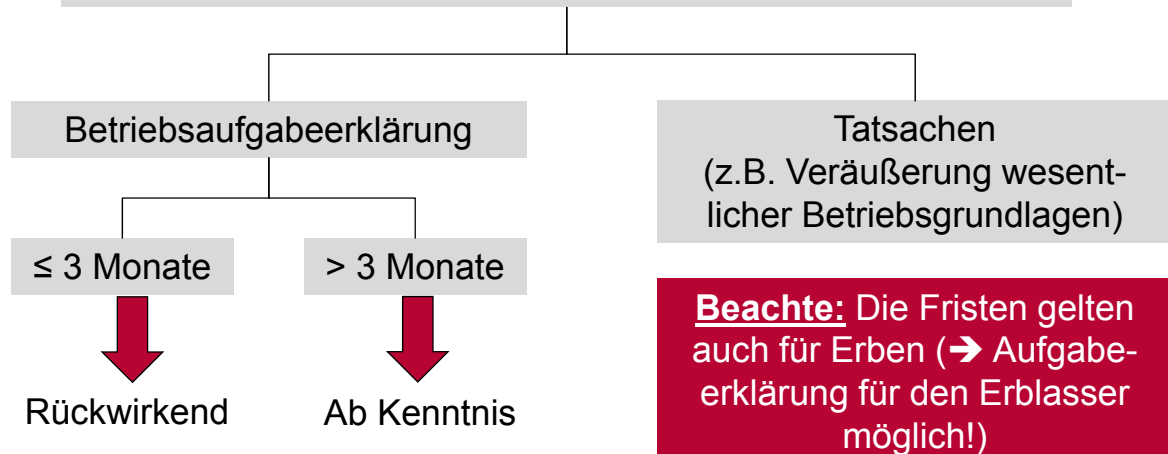 Betriebsaufgabeerklärung
≤ 3 Monate
> 3 Monate
Rückwirkend
Ab Kenntnis
Tatsachen
(z.B. Veräußerung wesent-
licher Betriebsgrundlagen)
Beachte: Die Fristen gelten
auch für Erben (➔ Aufgabe-
erklärung für den Erblasser
möglich!)